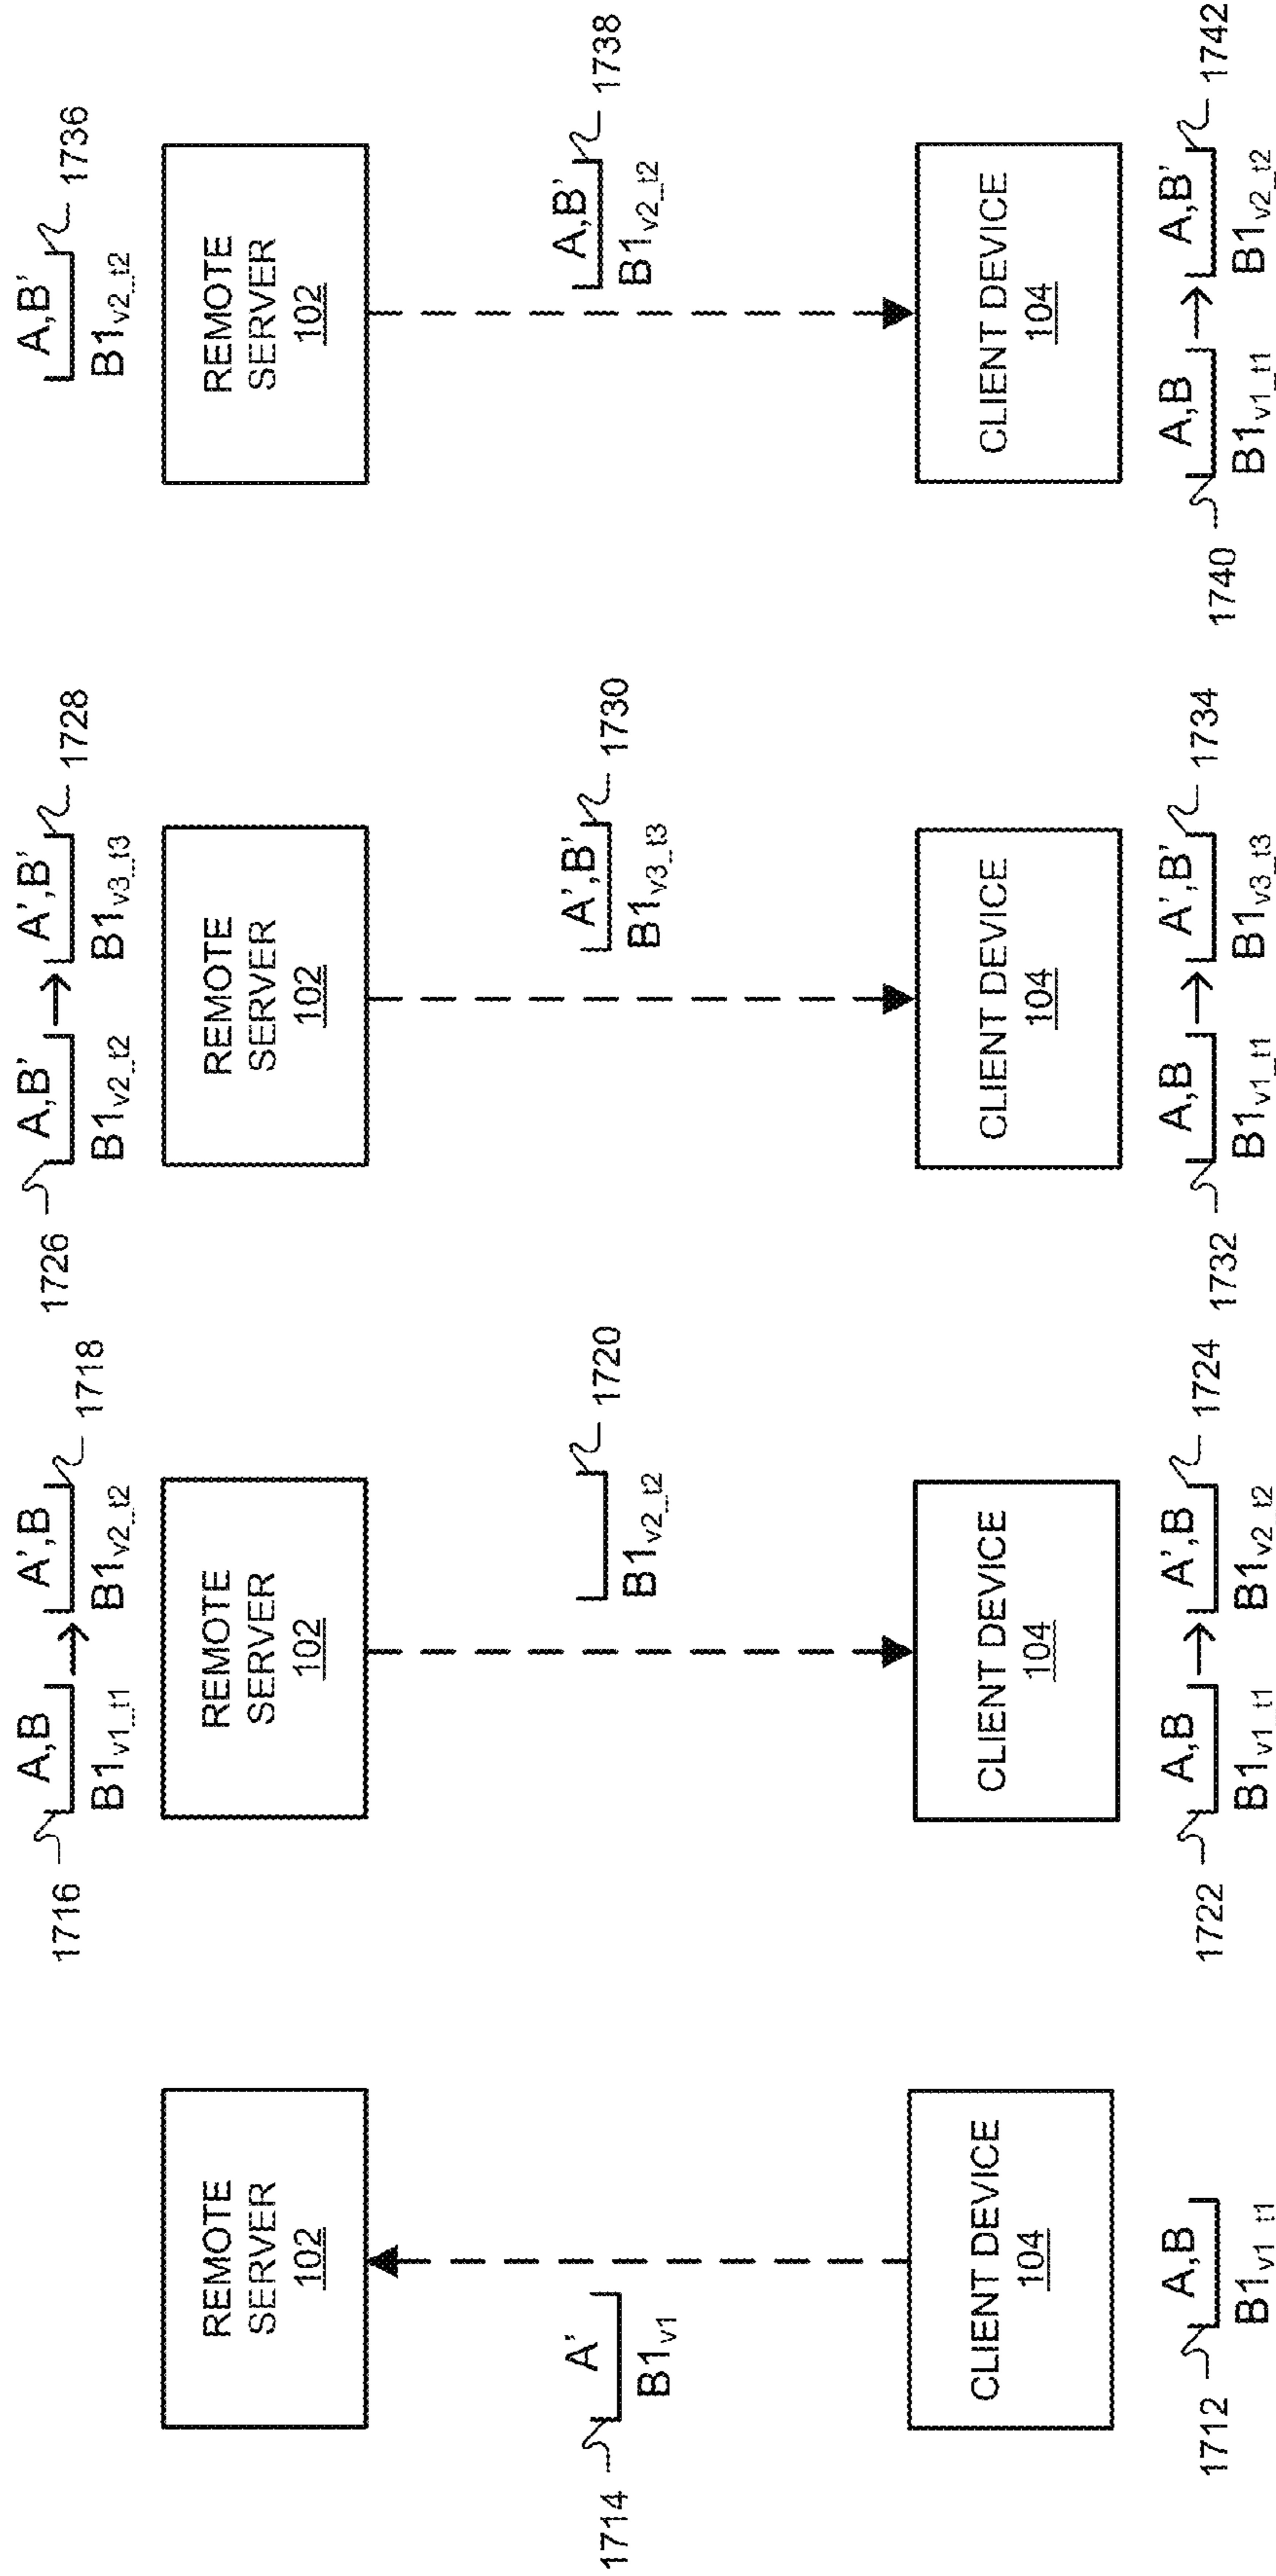 REMOTE
SERVER
102
1714
A'
B1v1
CLIENT DEVICE
104
1712
A,B
B1v1_t1
1716
A,B
B1v1_t1
A',B
B1v2_t2
1718
REMOTE
SERVER
102
1720
B1v2_t2
CLIENT DEVICE
104
1722
A,B
B1v1_t1
A',B
B1v2_t2
1724
1726
A,B'
B1v2_t2
A',B'
B1v3_t3
1728
REMOTE
SERVER
102
A',B'
B1v3_t3
1730
CLIENT DEVICE
104
1732
A,B
B1v1_t1
A',B'
B1v3_t3
1734
A,B'
B1v2_t2
1736
REMOTE
SERVER
102
A,B'
B1v2_t2
1738
CLIENT DEVICE
104
1740
A,B
B1v1_t1
A,B'
B1v2_t2
1742